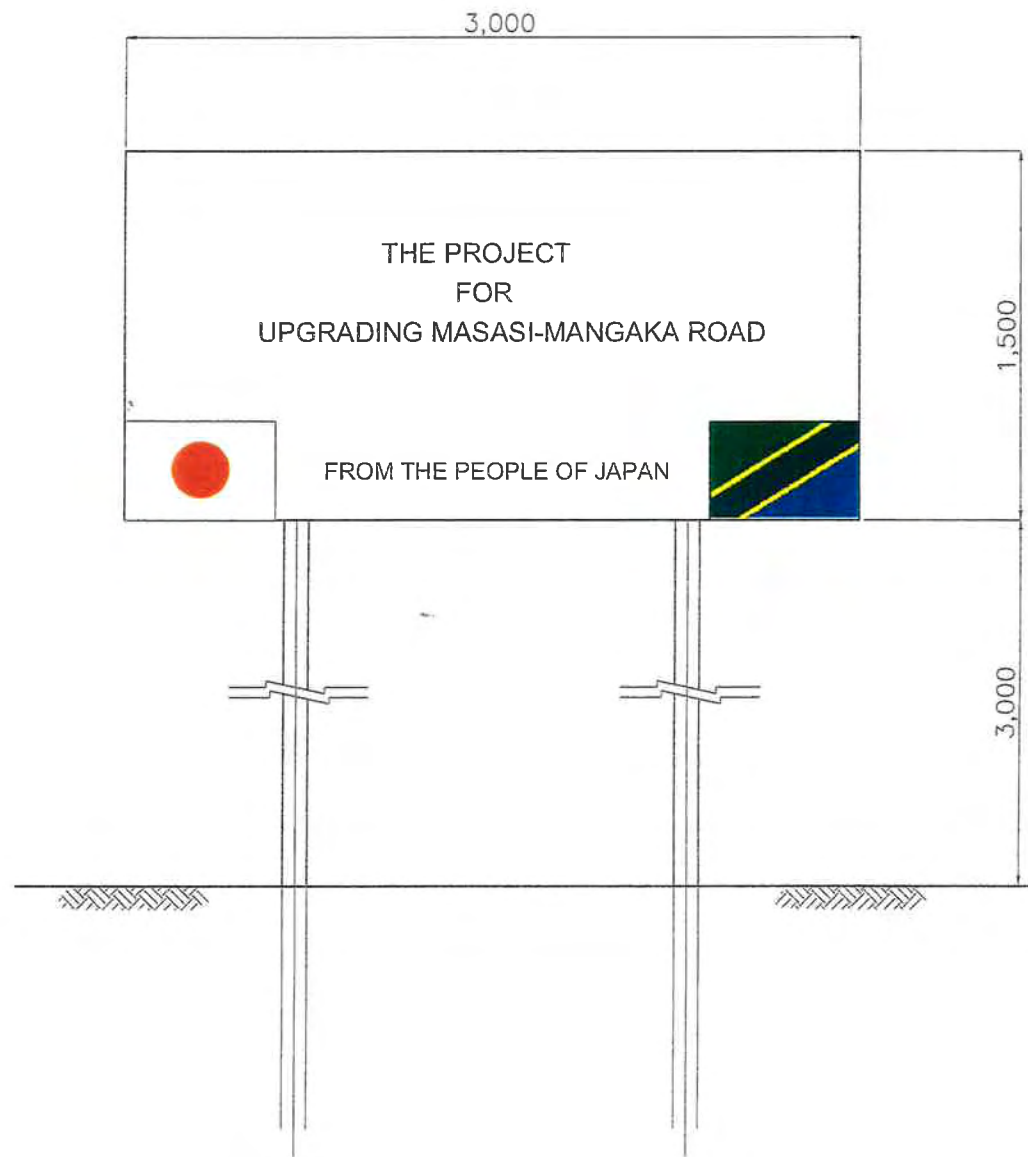 3,000
THE PROJECT
FOR
UPGRADING MASASI-MANGAKA ROAD
1,500
FROM THE PEOPLE OF JAPAN
3,000